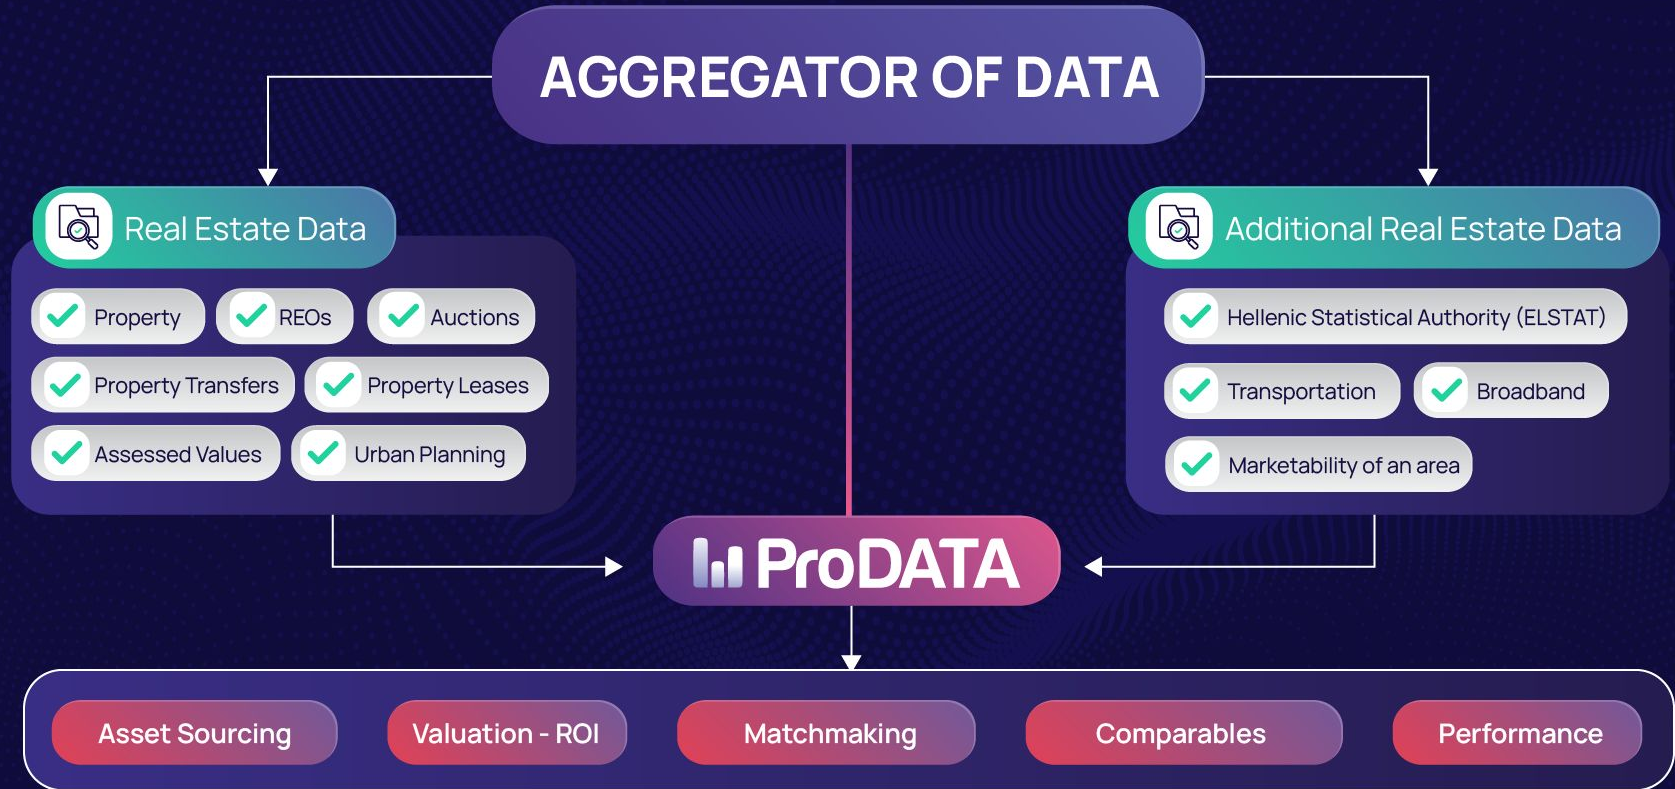 AGGREGATOR OF DATA
Real Estate Data
Property
REOs
Auctions
Property Transfers
Property Leases
Assessed Values
Urban Planning
Additional Real Estate Data
Hellenic Statistical Authority (ELSTAT)
Transportation
Broadband
Marketability of an area
ProDATA
Asset Sourcing
Valuation - ROI
Matchmaking
Comparables
Performance